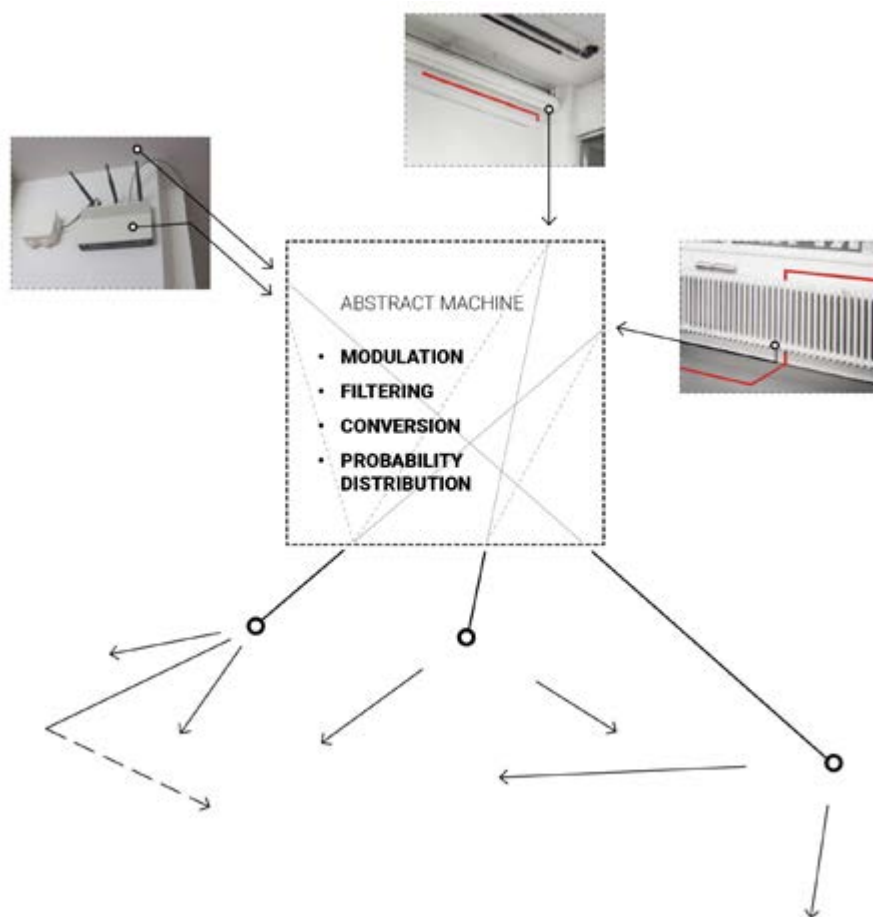 ABSTRACT MACHINE
• MODULATION
• FILTERING
• CONVERSION
• PROBABILITY
DISTRIBUTION